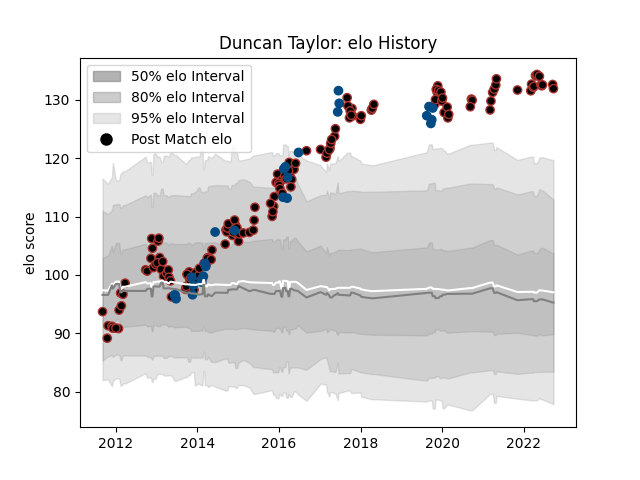 Duncan Taylor: elo History
50% elo Interval
80% elo Interval
95% elo Interval
Post Match elo
elo score
130
120
110
100
90
80
2012 2014 2016 2018 2020 2022